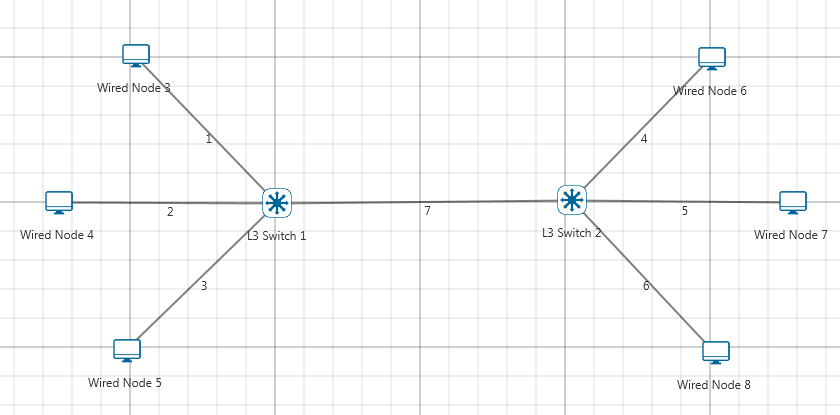 Wired Node 3
Wired Node 6
1
4
2
7
5
Wired Node 4
L3 Switch 1
L3 Switch 2
Wired Node 7
3
6
Wired Node 5
Wired Node 8